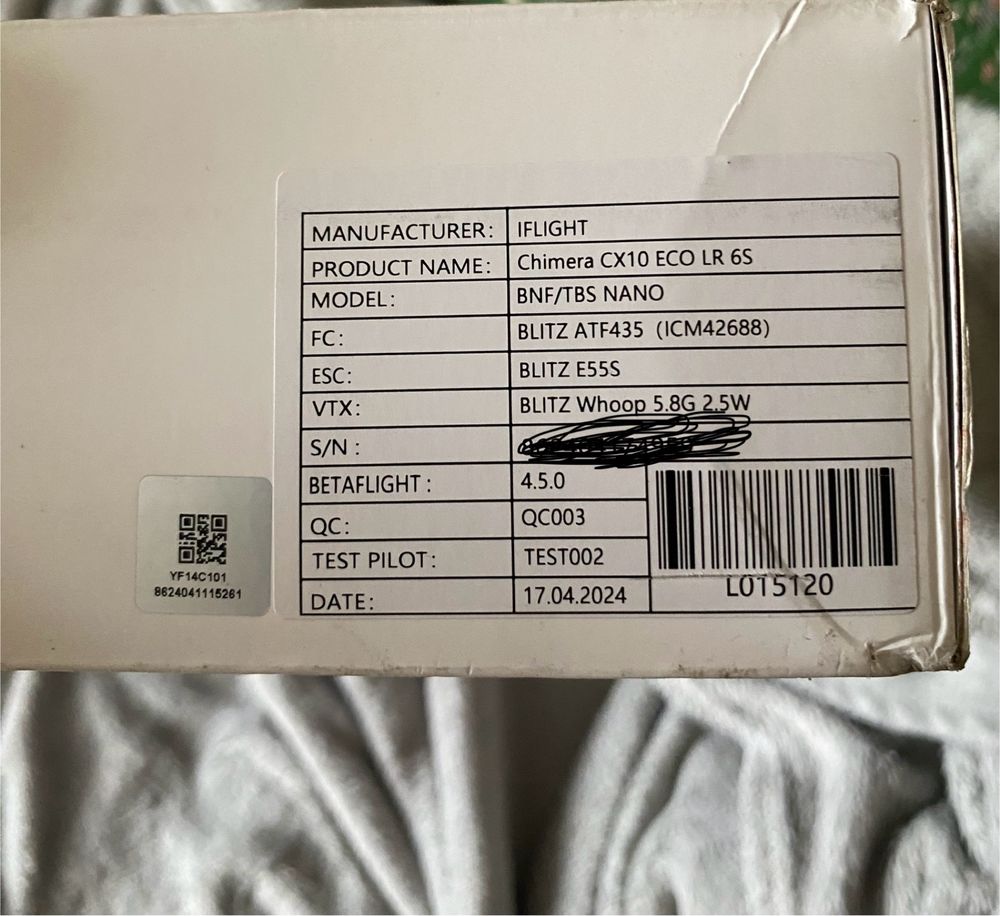 MANUFACTURER: IFLIGHT
PRODUCT NAME: Chimera CX10 ECO LR 6S
MODEL: BNF/TBS NANO
FC: BLITZ ATF435 (ICM42688)
ESC: BLITZ E55S
VTX: BLITZ Whoop 5.8G 2.5W
S/N :
BETAFLIGHT : 4.5.0
QC: QC003
TEST PILOT: TEST002
DATE: 17.04.2024
L015120
YF14C101
8624041115261